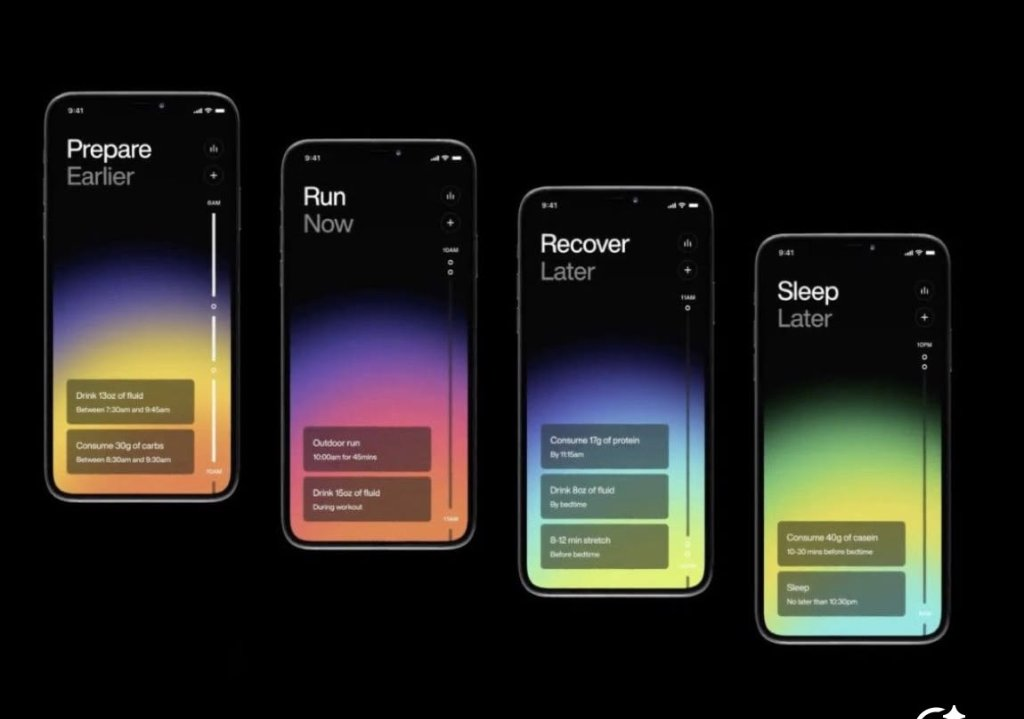 9:41
Prepare
Earlier
8AM
Drink 13oz of fluid
Between 7:30am and 9:45am
Consume 30g of carbs
Between 8:30am and 9:30am
10AM
9:41
Run
Now
10AM
Outdoor run
10:00am for 45mins
Drink 15oz of fluid
During workout
11AM
9:41
Recover
Later
11AM
Consume 17g of protein
By 11:15am
Drink 8oz of fluid
By bedtime
8-12 min stretch
Before bedtime
9:41
Sleep
Later
10PM
Consume 40g of casein
10-30 mins before bedtime
Sleep
No later than 10:30pm